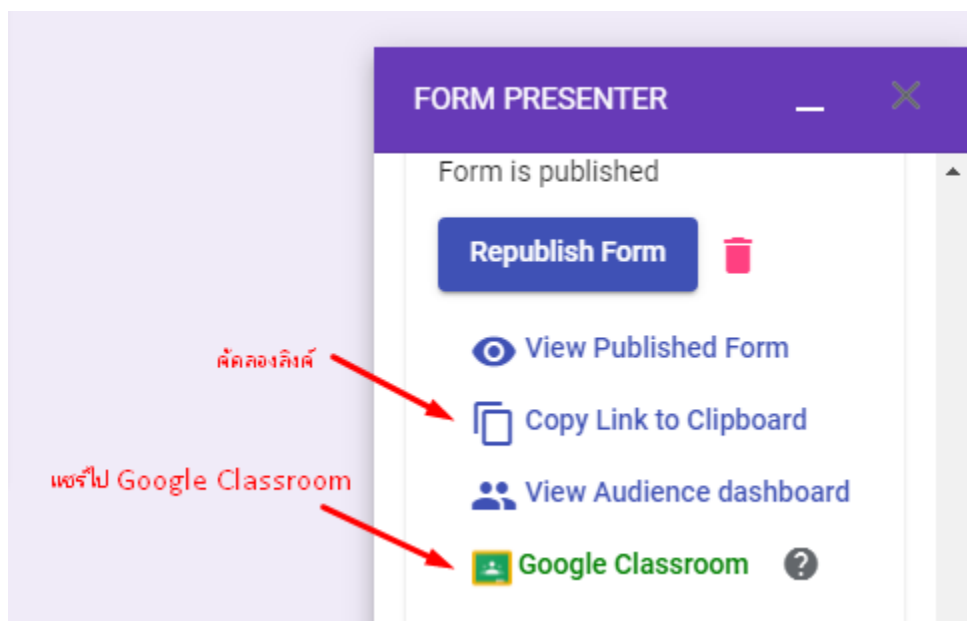 FORM PRESENTER
Form is published
Republish Form
View Published Form
คัดลองลิงค์
Copy Link to Clipboard
แชร์ไป Google Classroom
View Audience dashboard
Google Classroom